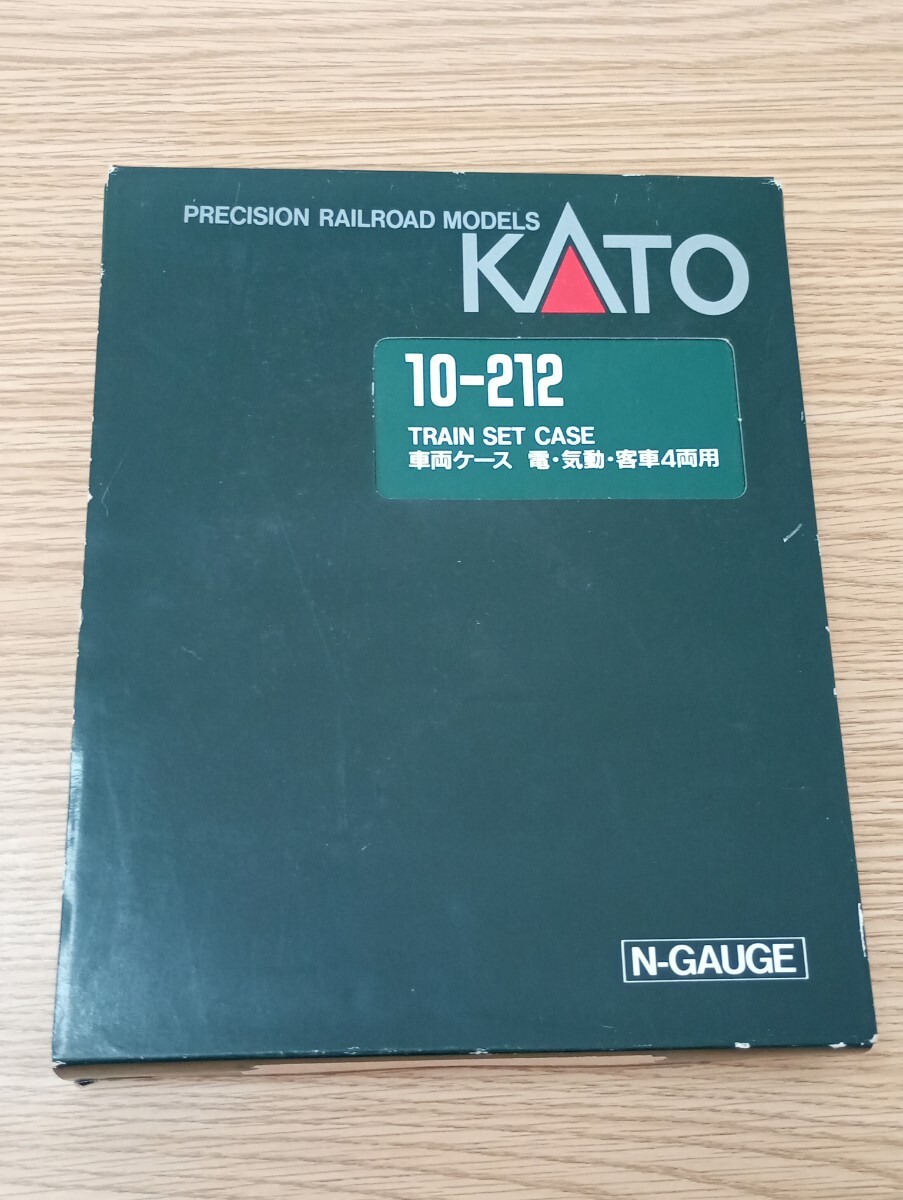 PRECISION RAILROAD MODELS
KATO
10-212
TRAIN SET CASE
車両ケース 電・気動・客車4両用
N-GAUGE